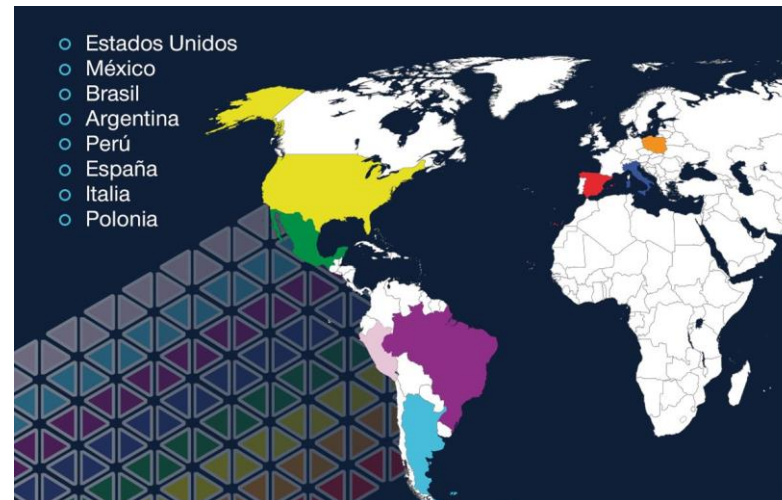 Estados Unidos
México
Brasil
Argentina
Perú
España
Italia
Polonia